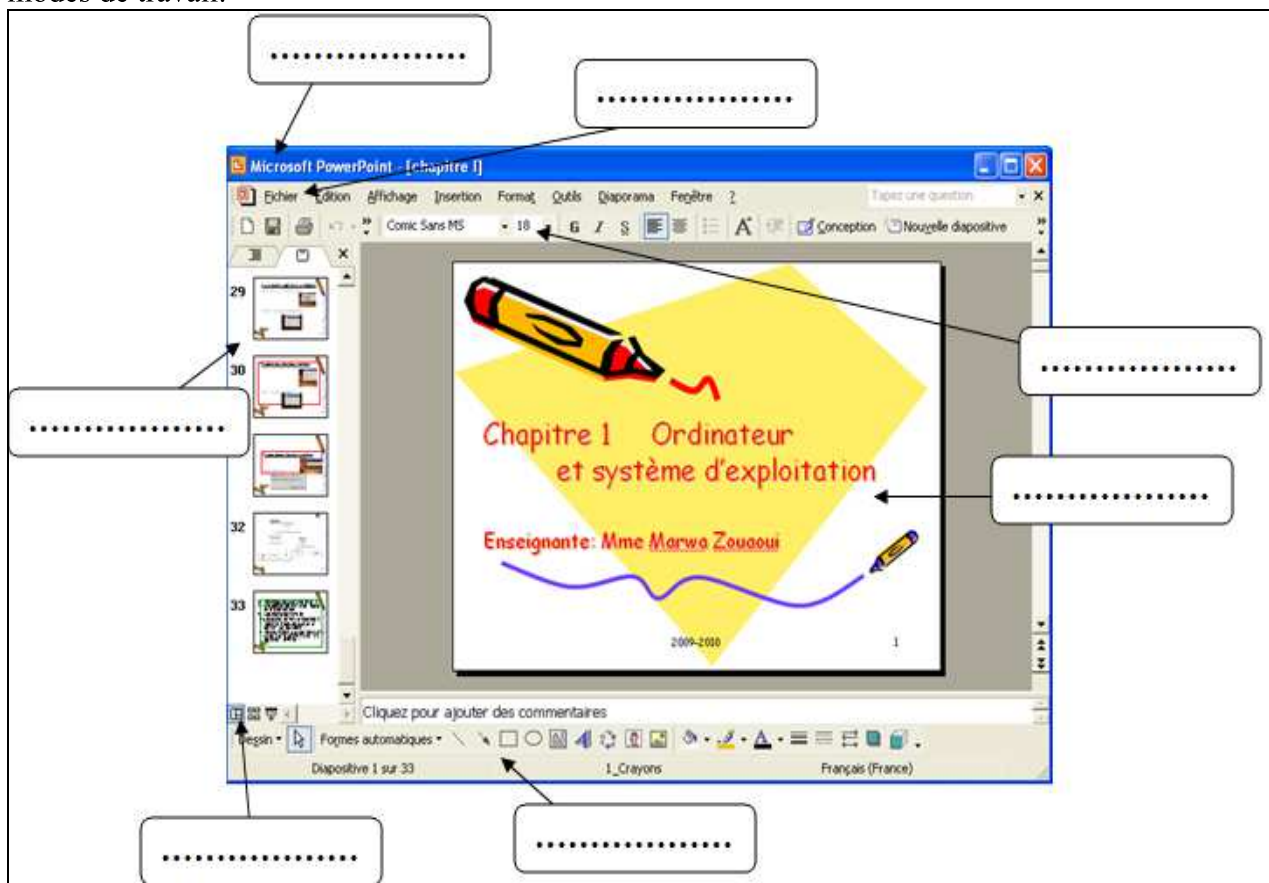 modes de travail.
..................
..................
Microsoft PowerPoint - [chapitre I]
Fichier Edition Affichage Insertion Format Outils Diaporama Fenêtre ? Tapez une question
Comic Sans MS 18 G I S Conception Nouvelle diapositive
29
30
..................
..................
Chapitre 1 Ordinateur
et système d'exploitation
..................
32
Enseignante: Mme Marwa Zouaoui
33
2009-2010 1
Cliquez pour ajouter des commentaires
Dessin Formes automatiques
Diapositive 1 sur 33 1_Crayons Français (France)
..................
..................